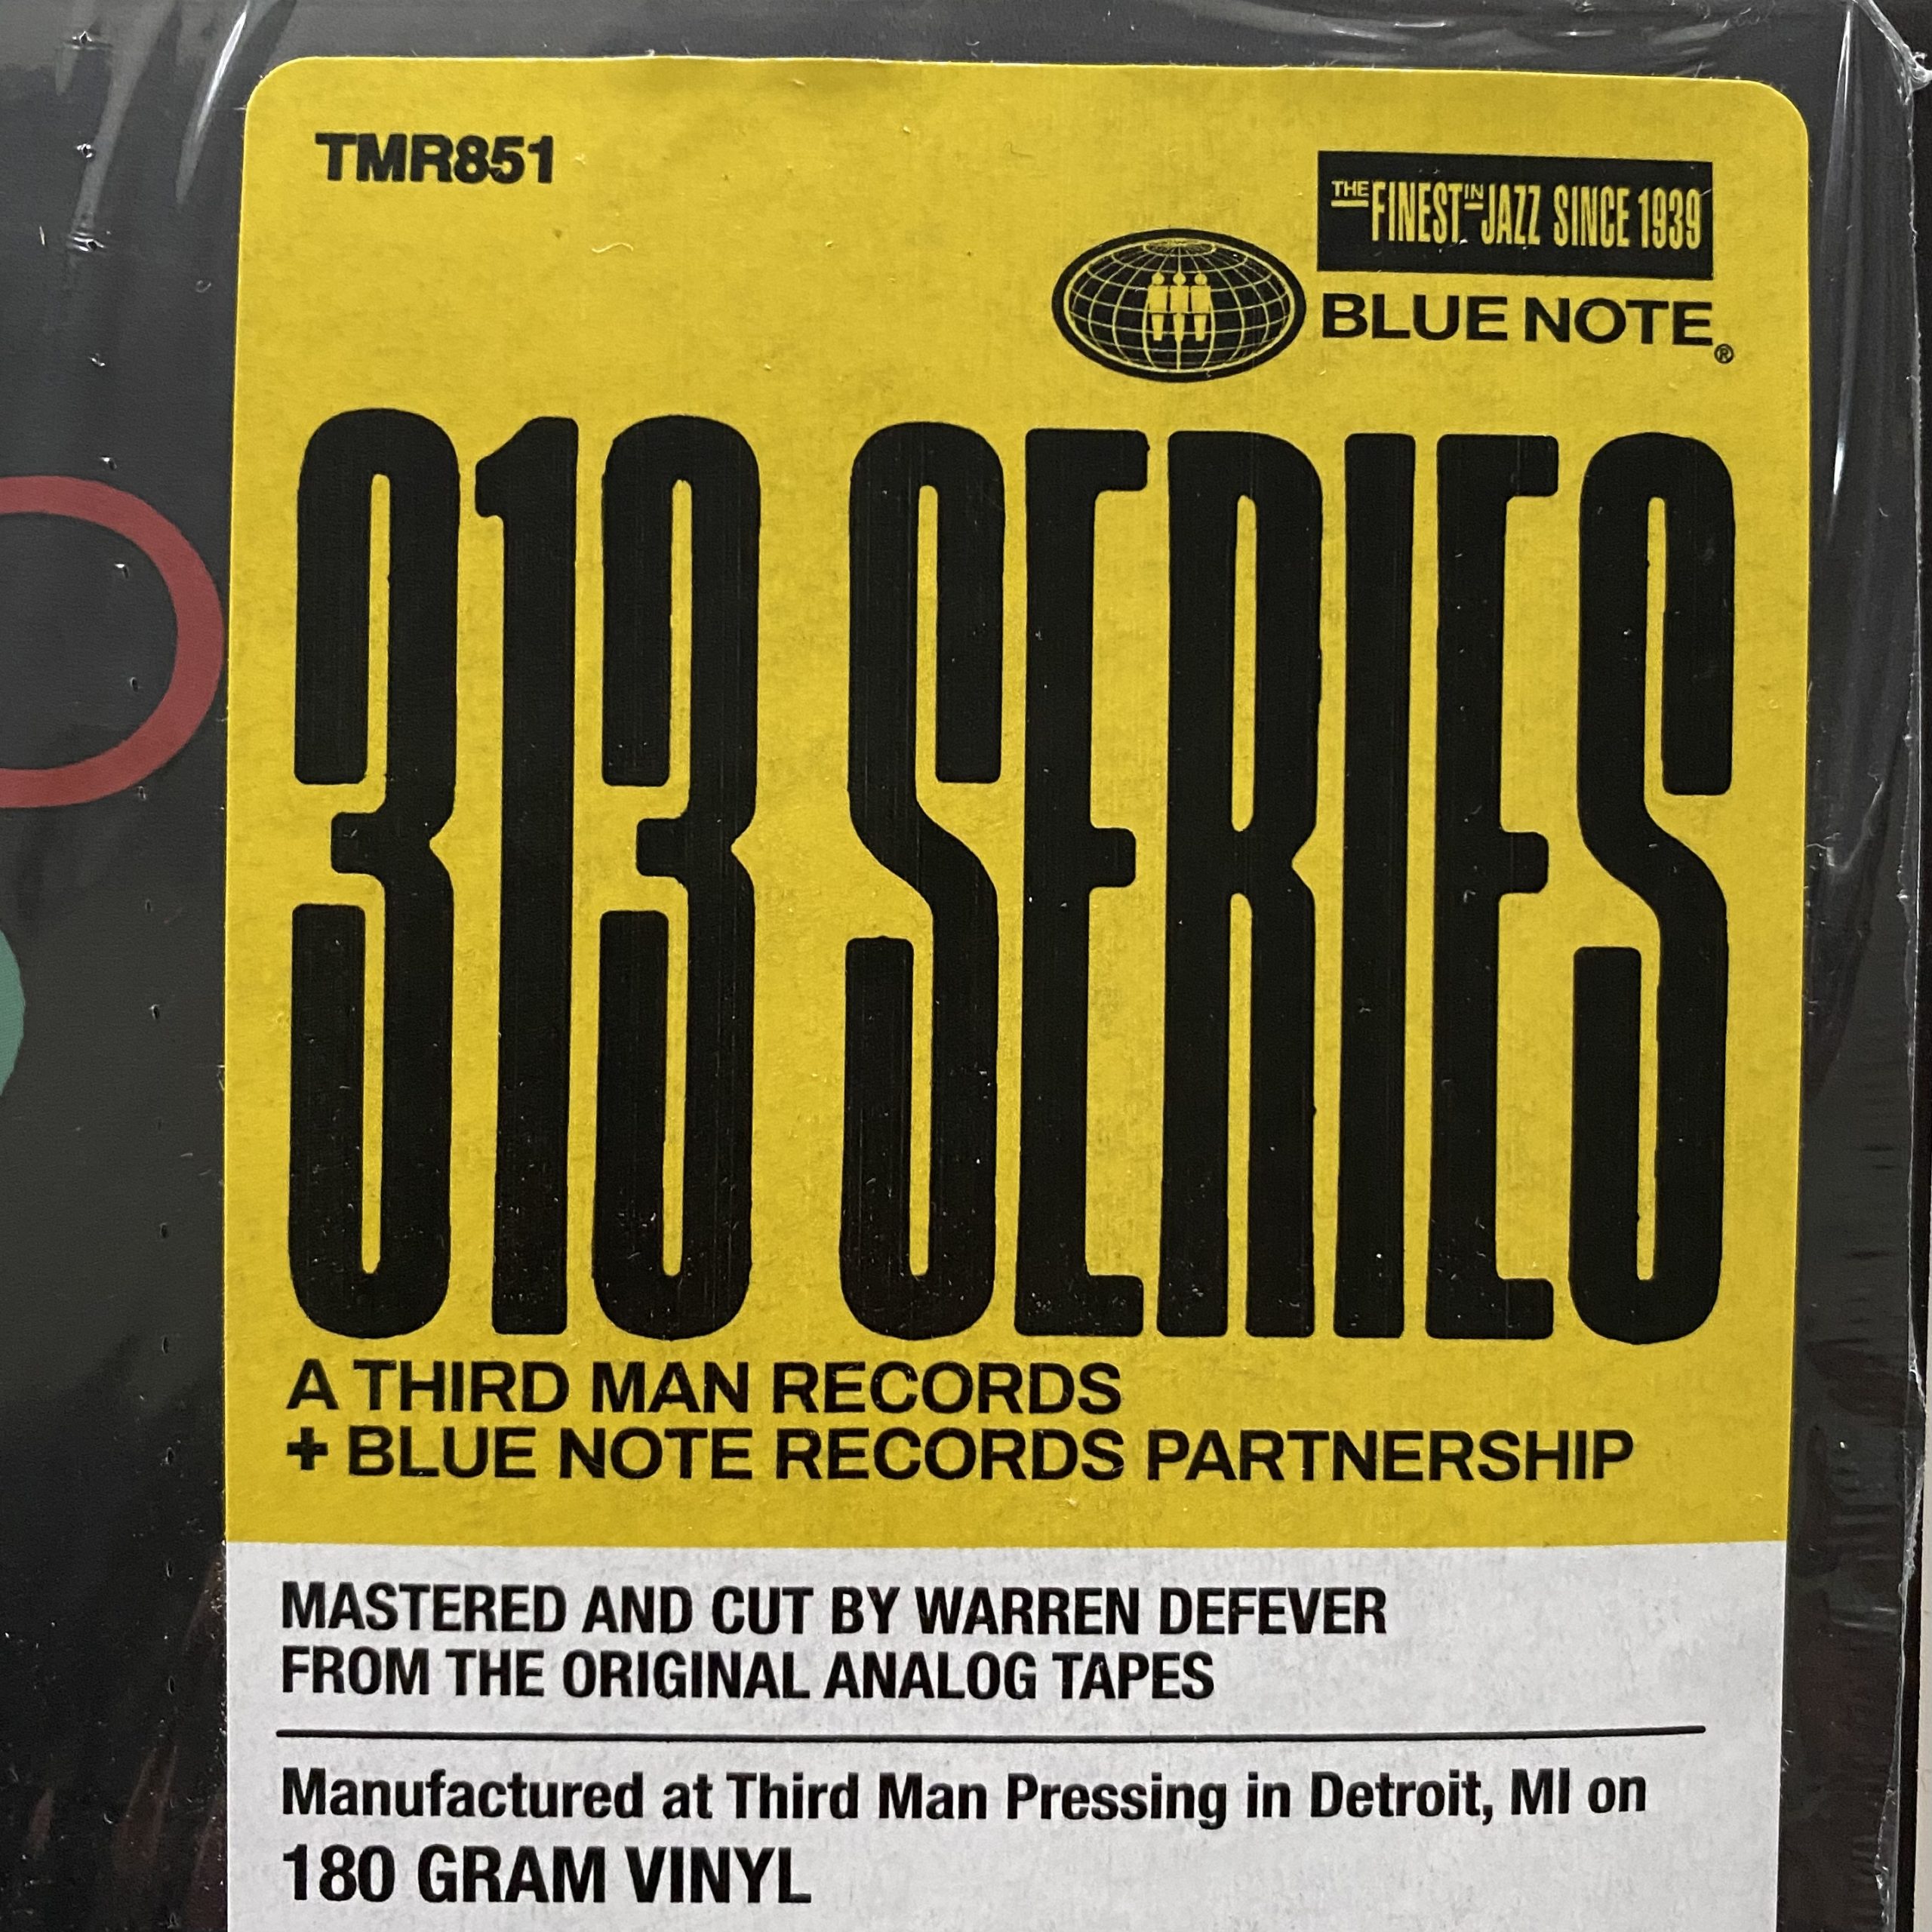 TMR851
THE FINEST IN JAZZ SINCE 1939
BLUE NOTE®
313 SERIES
A THIRD MAN RECORDS
+ BLUE NOTE RECORDS PARTNERSHIP
MASTERED AND CUT BY WARREN DEFEVER
FROM THE ORIGINAL ANALOG TAPES
Manufactured at Third Man Pressing in Detroit, MI on
180 GRAM VINYL